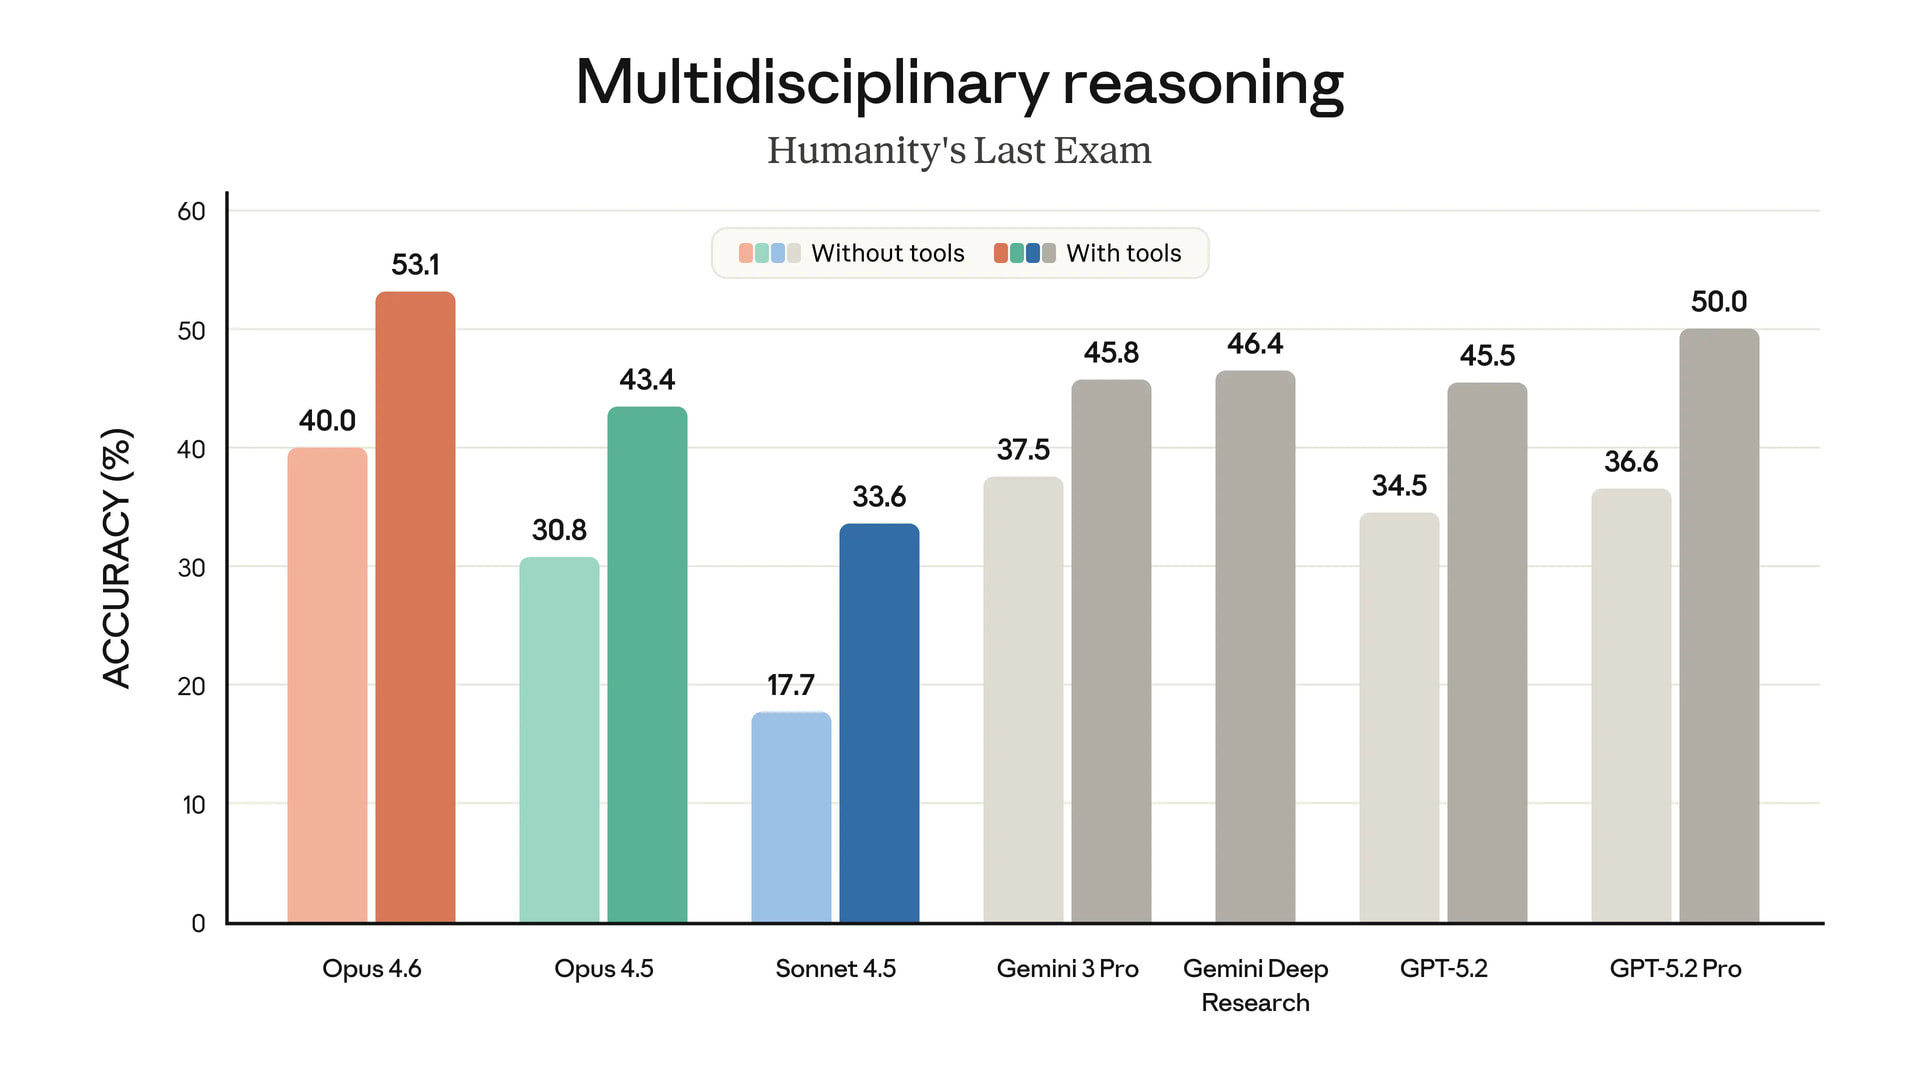 Multidisciplinary reasoning
Humanity's Last Exam
Without tools
With tools
ACCURACY (%)
60
50
40
30
20
10
0
40.0
53.1
30.8
43.4
17.7
33.6
37.5
45.8
46.4
34.5
45.5
36.6
50.0
Opus 4.6
Opus 4.5
Sonnet 4.5
Gemini 3 Pro
Gemini Deep
Research
GPT-5.2
GPT-5.2 Pro